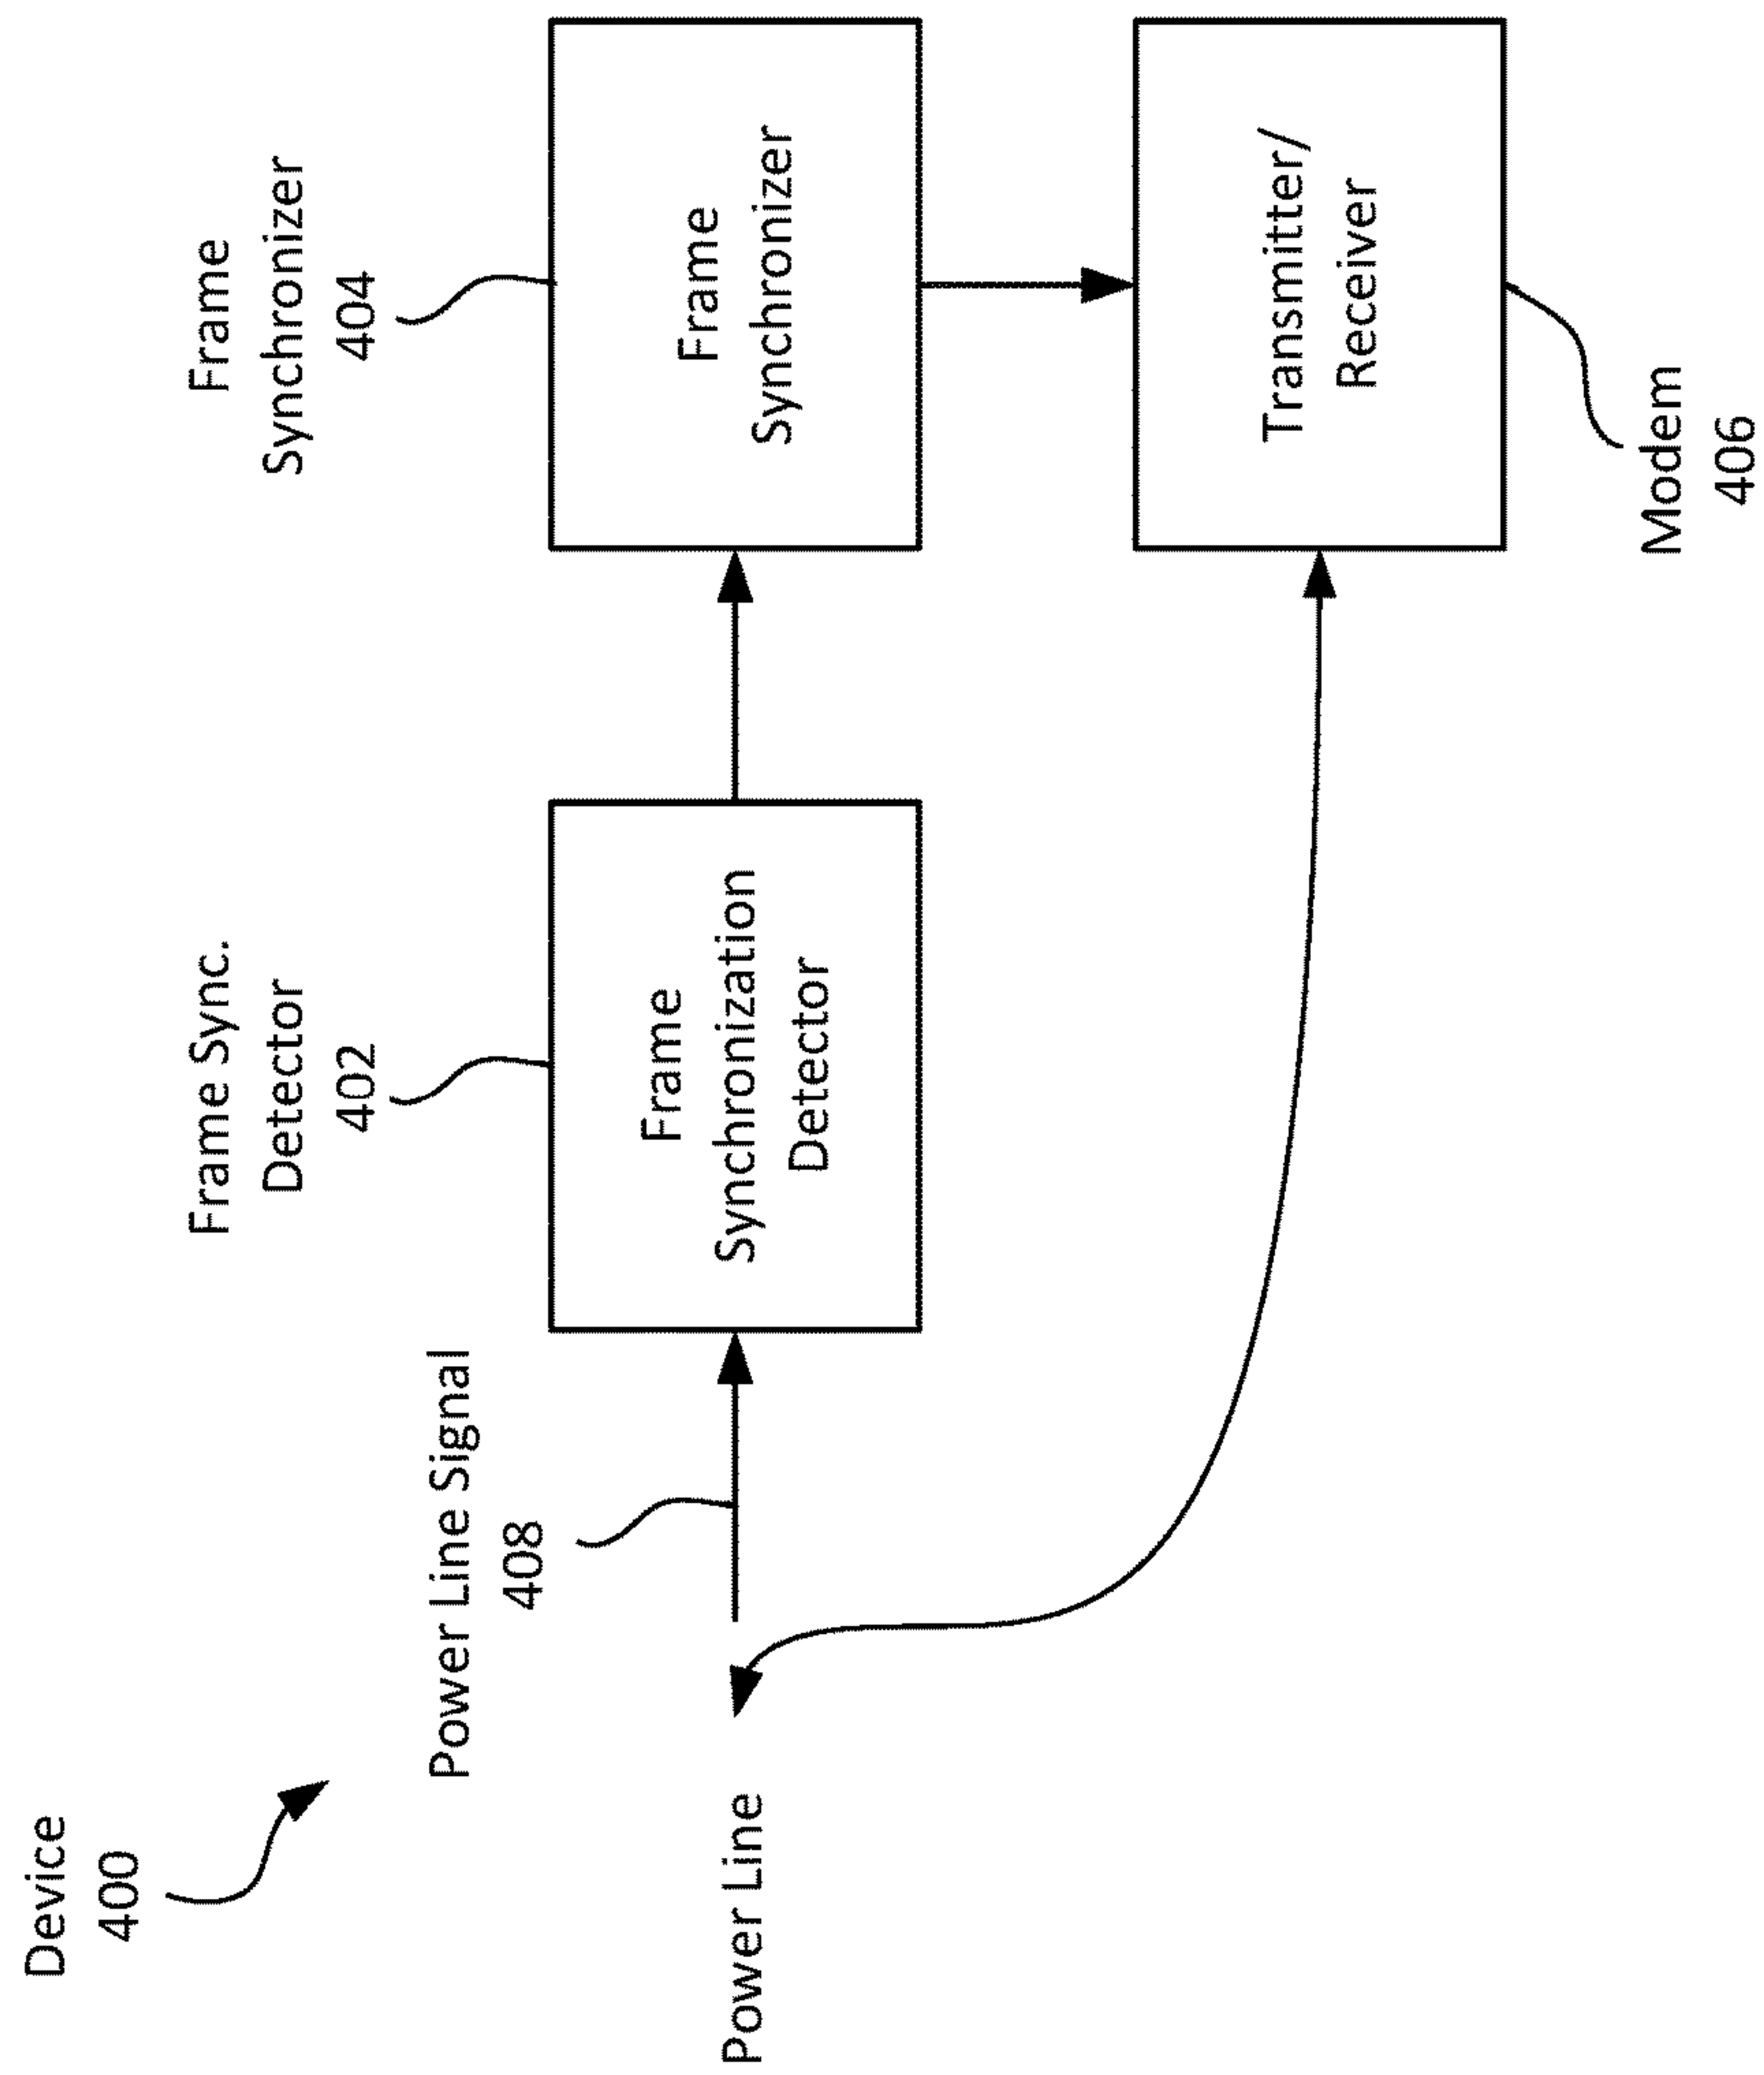 Device
400
Power Line
Power Line Signal
408
Frame Sync.
Detector
402
Frame
Synchronization
Detector
Frame
Synchronizer
404
Frame
Synchronizer
Transmitter/
Receiver
Modem
406